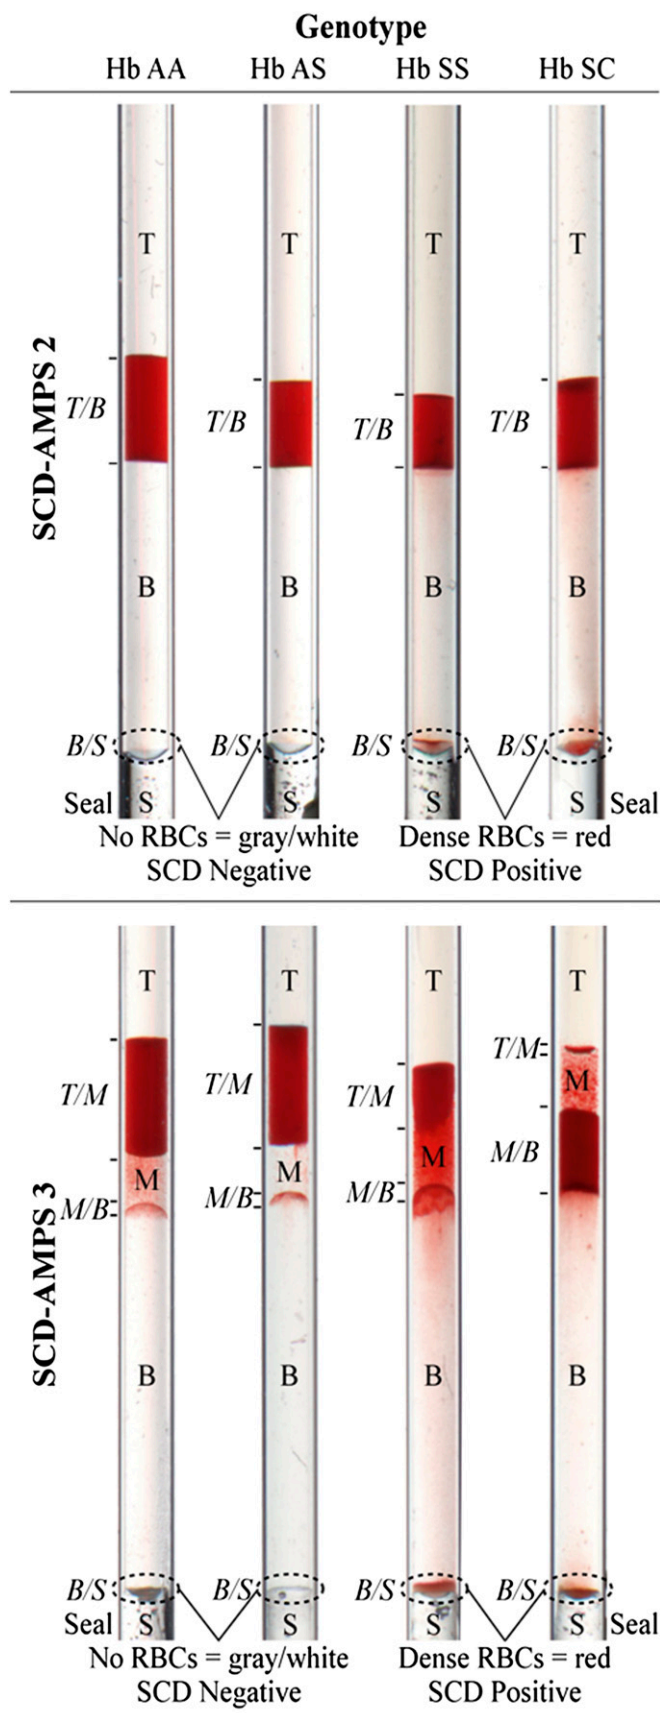 Genotype
Hb AA Hb AS Hb SS Hb SC
SCD-AMPS 2
T T T T
T/B T/B T/B T/B
B B B B
B/S B/S B/S B/S
Seal S S S S Seal
No RBCs = gray/white Dense RBCs = red
SCD Negative SCD Positive
SCD-AMPS 3
T T T T
T/M T/M T/M T/M
M M M M
M/B M/B M/B M/B
B B B B
B/S B/S B/S B/S
Seal S S S S Seal
No RBCs = gray/white Dense RBCs = red
SCD Negative SCD Positive